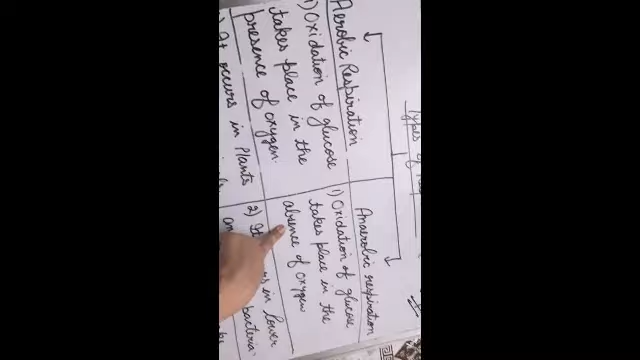 Types of
Aerobic Respiration
1) Oxidation of glucose
takes place in the
presence of oxygen.
It occurs in Plants
Anaerobic respiration
1) Oxidation of glucose
takes place in the
absence of oxygen
2) in lower
bacteria